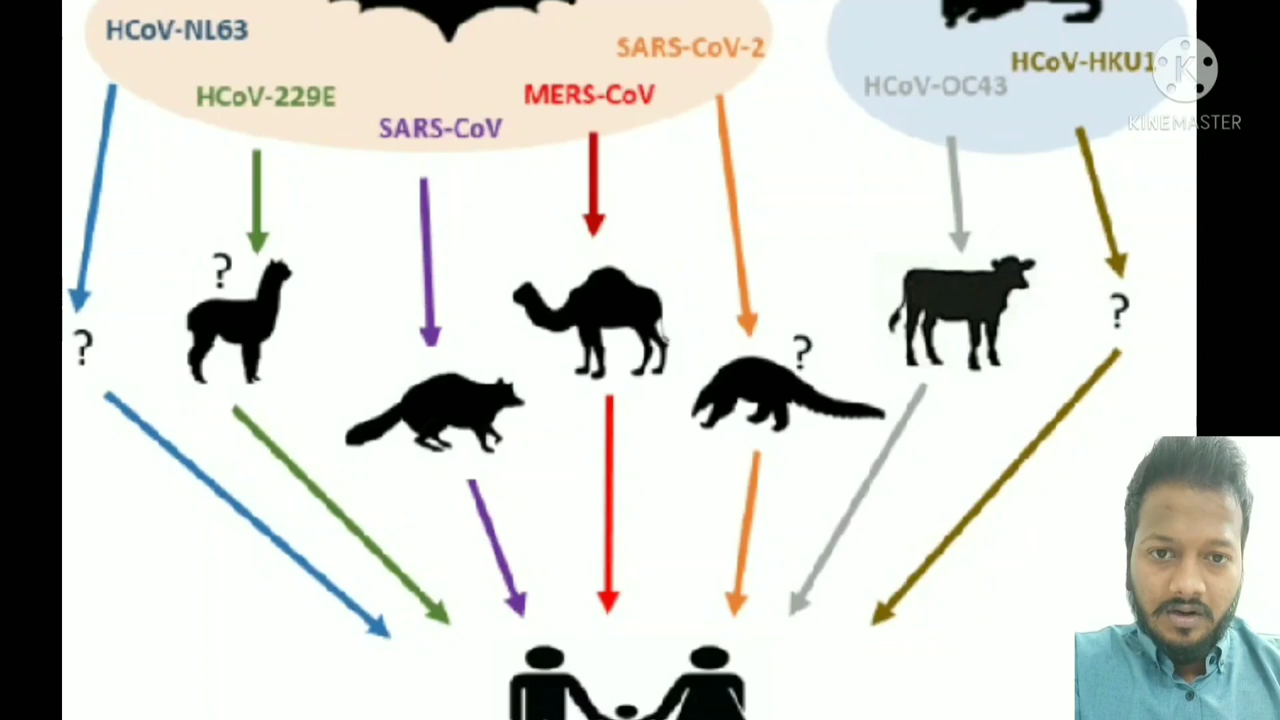 HCoV-NL63
SARS-CoV-2
HCoV-229E
MERS-CoV
SARS-CoV
HCoV-HKU1
HCoV-OC43
K
KINEMASTER
?
?
?
?